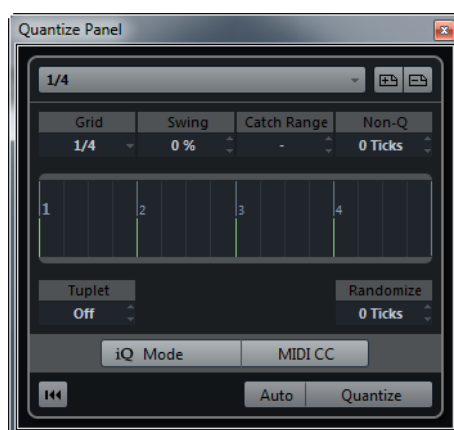 Quantize Panel
1/4
Grid Swing Catch Range Non-Q
1/4 0 % - 0 Ticks
1 2 3 4
Tuplet Randomize
Off 0 Ticks
iQ Mode MIDI CC
Auto Quantize